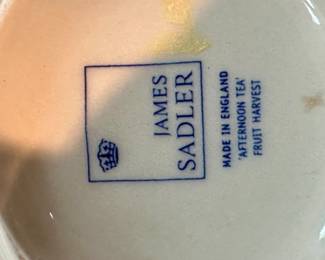 JAMES
SADLER
MADE IN ENGLAND
'AFTERNOON TEA'
FRUIT HARVEST